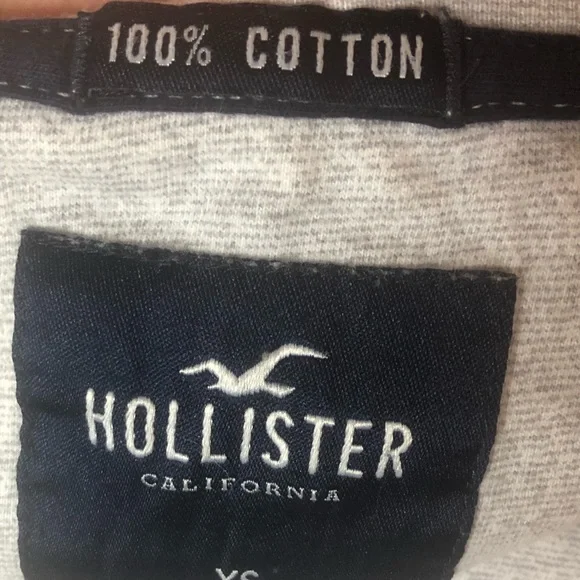 100% COTTON
HOLLISTER
CALIFORNIA
XS